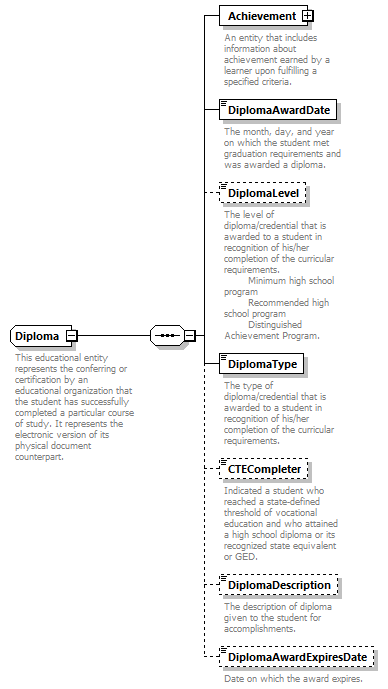 Achievement
An entity that includes
information about
achievement earned by a
learner upon fulfilling a
specified criteria.
DiplomaAwardDate
The month, day, and year
on which the student met
graduation requirements and
was awarded a diploma.
DiplomaLevel
The level of
diploma/credential that is
awarded to a student in
recognition of his/her
completion of the curricular
requirements.
Minimum high school
program
Recommended high
school program
Distinguished
Achievement Program.
Diploma
This educational entity
represents the conferring or
certification by an
educational organization that
the student has successfully
completed a particular course
of study. It represents the
electronic version of its
physical document
counterpart.
DiplomaType
The type of
diploma/credential that is
awarded to a student in
recognition of his/her
completion of the curricular
requirements.
CTECompleter
Indicated a student who
reached a state-defined
threshold of vocational
education and who attained
a high school diploma or its
recognized state equivalent
or GED.
DiplomaDescription
The description of diploma
given to the student for
accomplishments.
DiplomaAwardExpiresDate
Date on which the award expires.